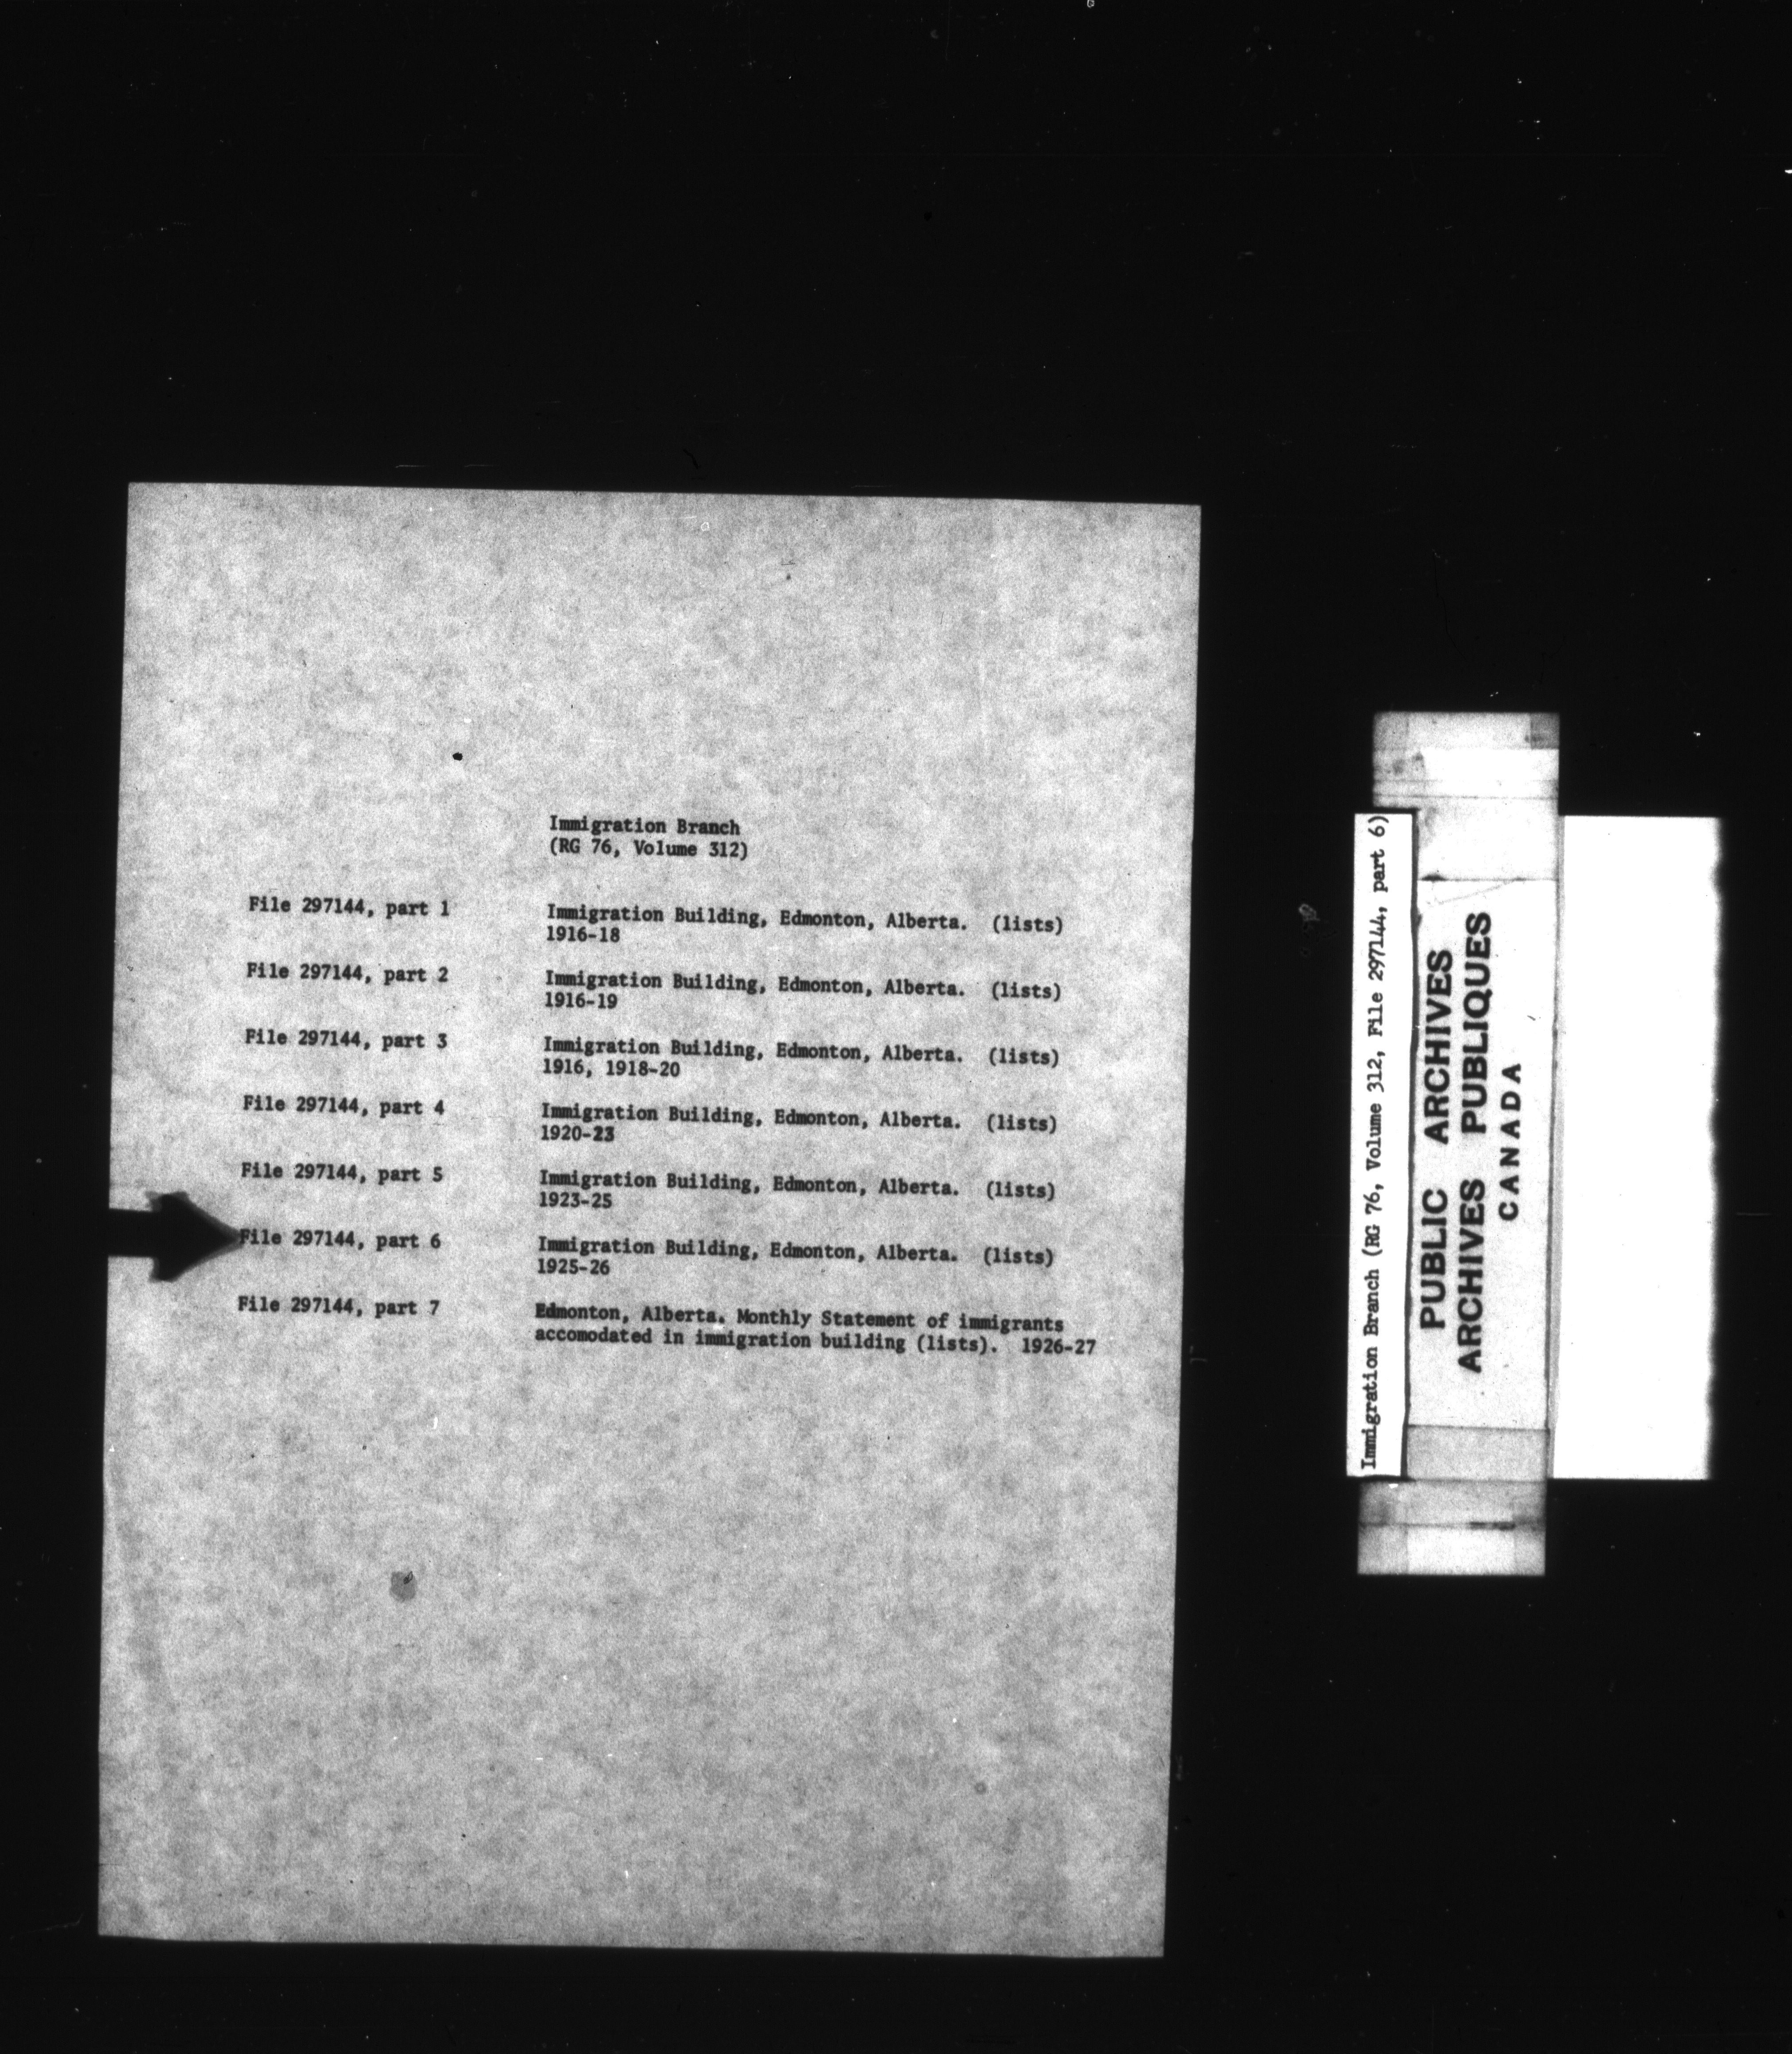 Immigration Branch
(RG 76, Volume 312)
File 297144, part 1
Immigration Building, Edmonton, Alberta. (lists)
1916-18
File 297144, part 2
Immigration Building, Edmonton, Alberta. (lists)
1916-19
File 297144, part 3
Immigration Building, Edmonton, Alberta. (lists)
1916, 1918-20
File 297144, part 4
Immigration Building, Edmonton, Alberta. (lists)
1920-23
File 297144, part 5
Immigration Building, Edmonton, Alberta. (lists)
1923-25
File 297144, part 6
Immigration Building, Edmonton, Alberta. (lists)
1925-26
File 297144, part 7
Edmonton, Alberta. Monthly Statement of immigrants
accomodated in immigration building (lists). 1926-27
Immigration Branch (RG 76, Volume 312, File 297144, part 6)
PUBLIC ARCHIVES
ARCHIVES PUBLIQUES
CANADA